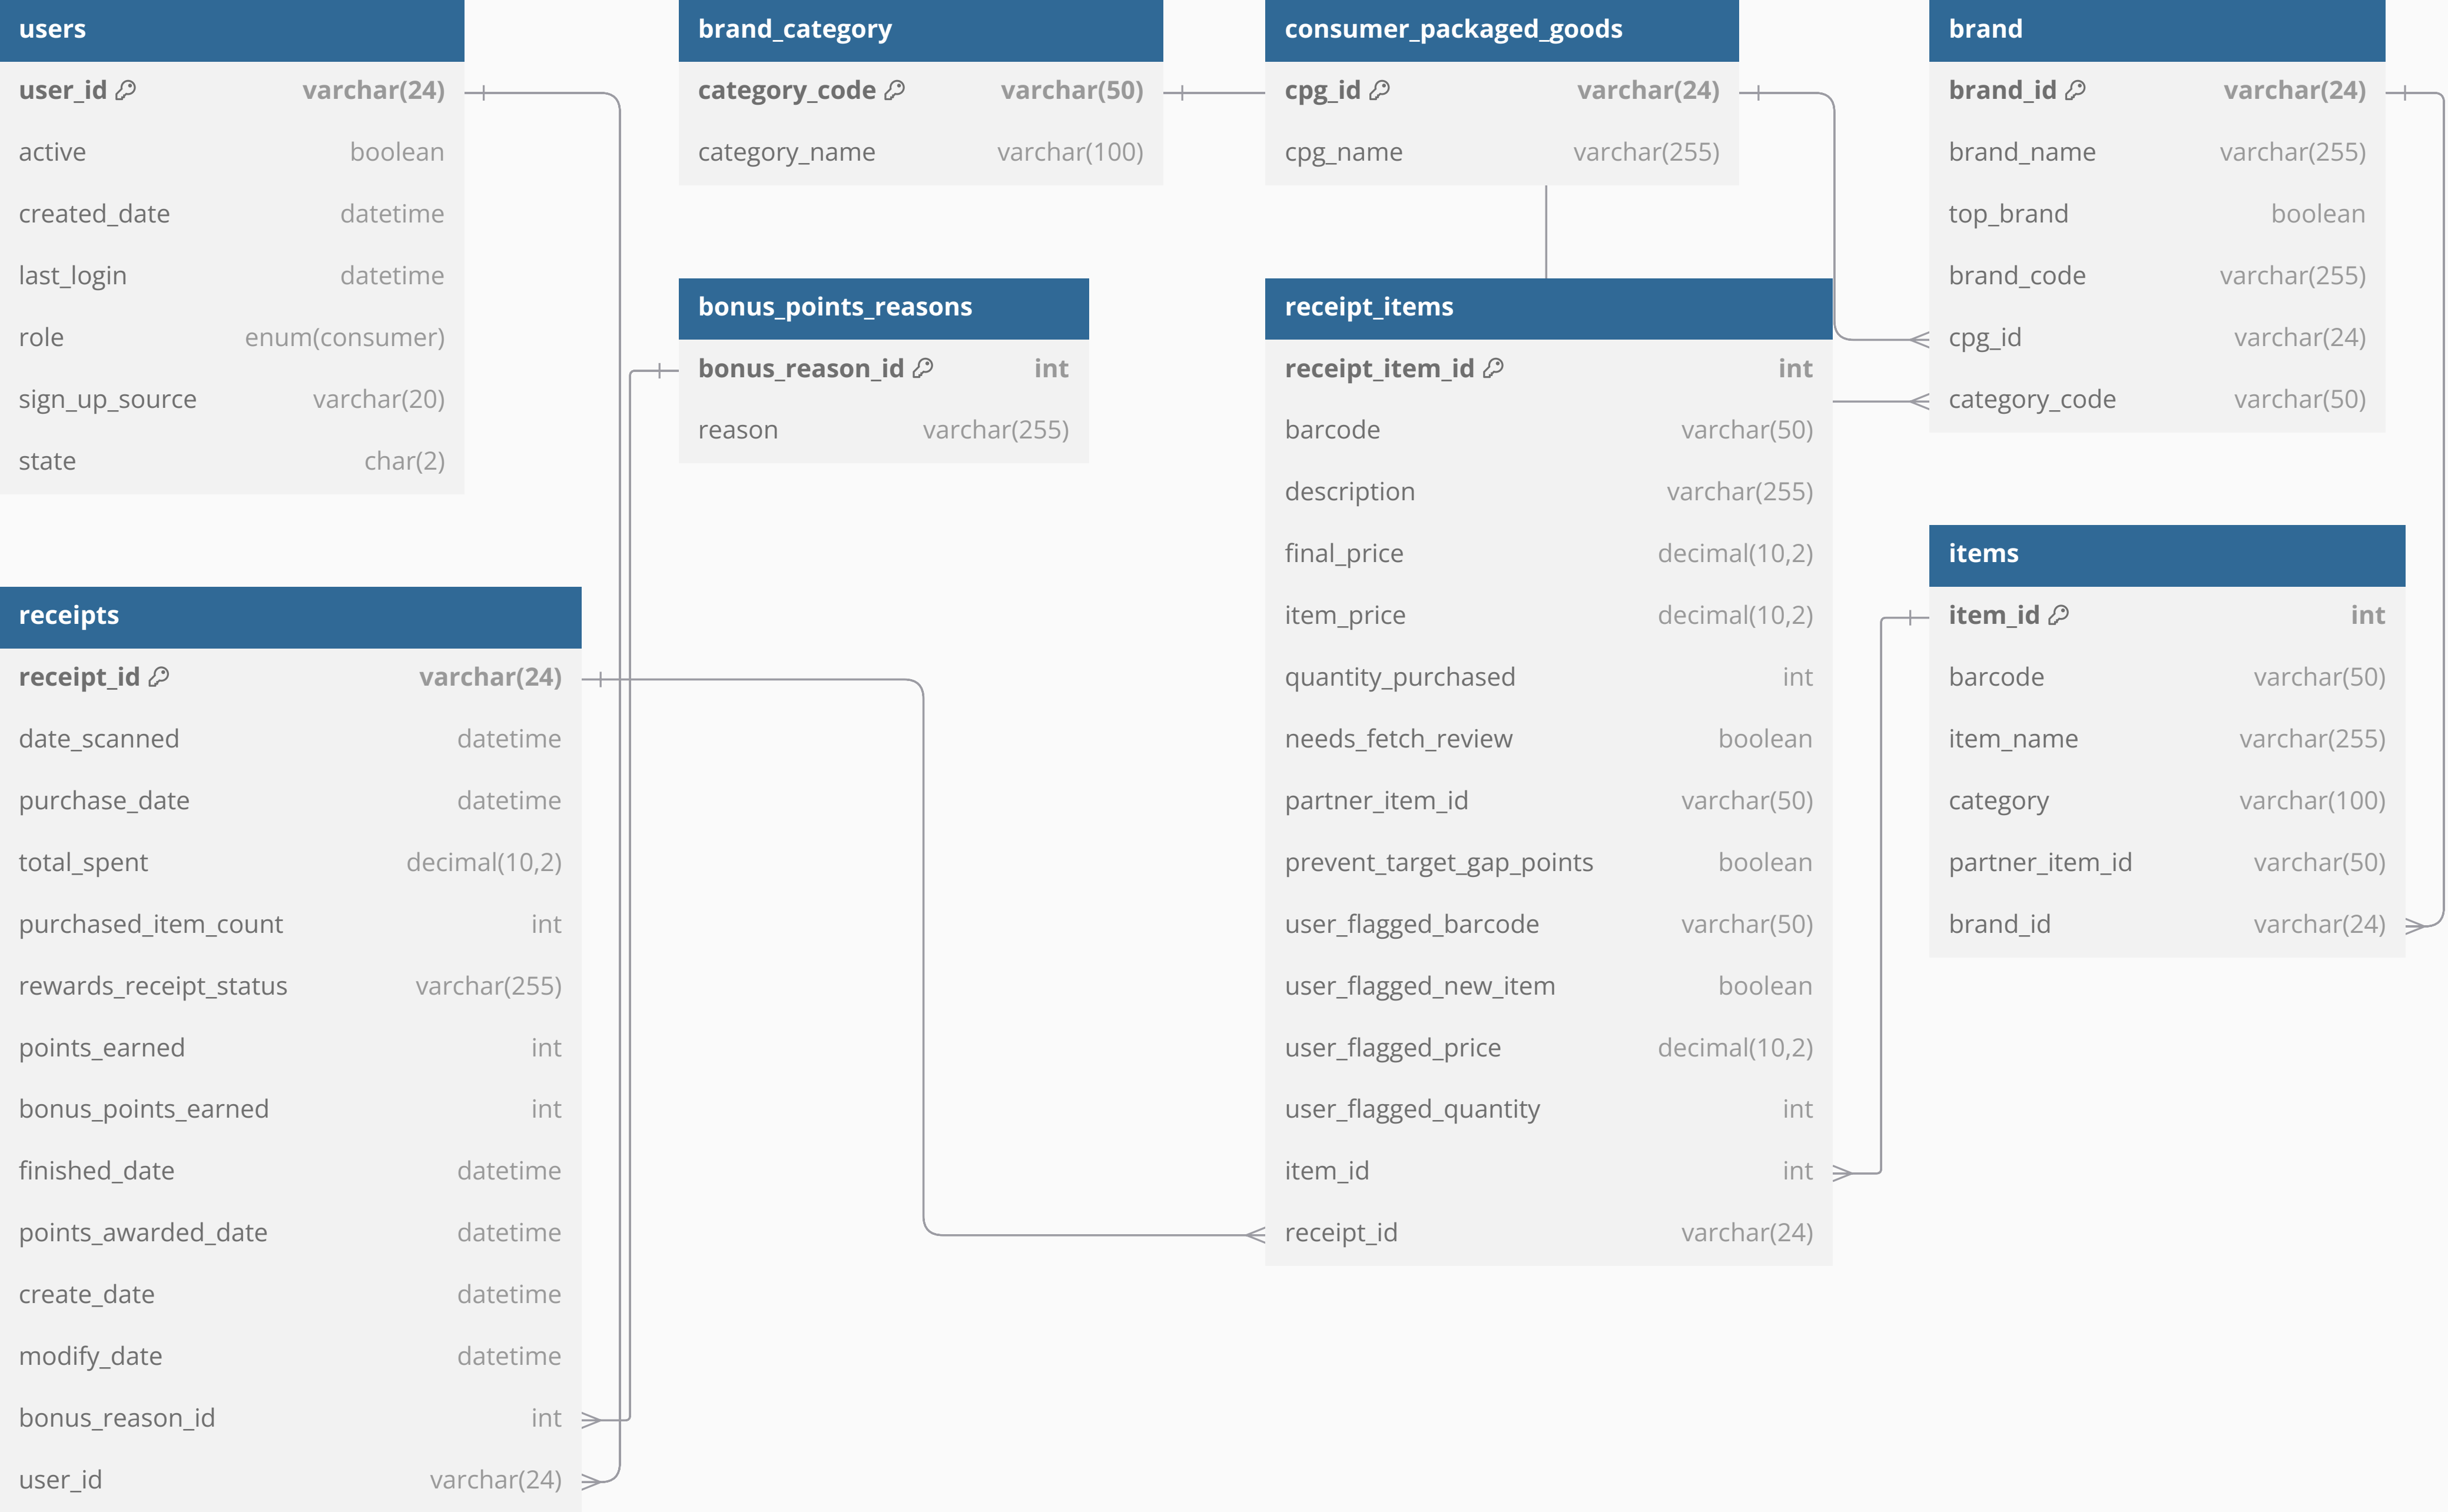 users
user_id varchar(24)
active boolean
created_date datetime
last_login datetime
role enum(consumer)
sign_up_source varchar(20)
state char(2)
brand_category
category_code varchar(50)
category_name varchar(100)
consumer_packaged_goods
cpg_id varchar(24)
cpg_name varchar(255)
brand
brand_id varchar(24)
brand_name varchar(255)
top_brand boolean
brand_code varchar(255)
cpg_id varchar(24)
category_code varchar(50)
bonus_points_reasons
bonus_reason_id int
reason varchar(255)
receipt_items
receipt_item_id int
barcode varchar(50)
description varchar(255)
final_price decimal(10,2)
item_price decimal(10,2)
quantity_purchased int
needs_fetch_review boolean
partner_item_id varchar(50)
prevent_target_gap_points boolean
user_flagged_barcode varchar(50)
user_flagged_new_item boolean
user_flagged_price decimal(10,2)
user_flagged_quantity int
item_id int
receipt_id varchar(24)
items
item_id int
barcode varchar(50)
item_name varchar(255)
category varchar(100)
partner_item_id varchar(50)
brand_id varchar(24)
receipts
receipt_id varchar(24)
date_scanned datetime
purchase_date datetime
total_spent decimal(10,2)
purchased_item_count int
rewards_receipt_status varchar(255)
points_earned int
bonus_points_earned int
finished_date datetime
points_awarded_date datetime
create_date datetime
modify_date datetime
bonus_reason_id int
user_id varchar(24)